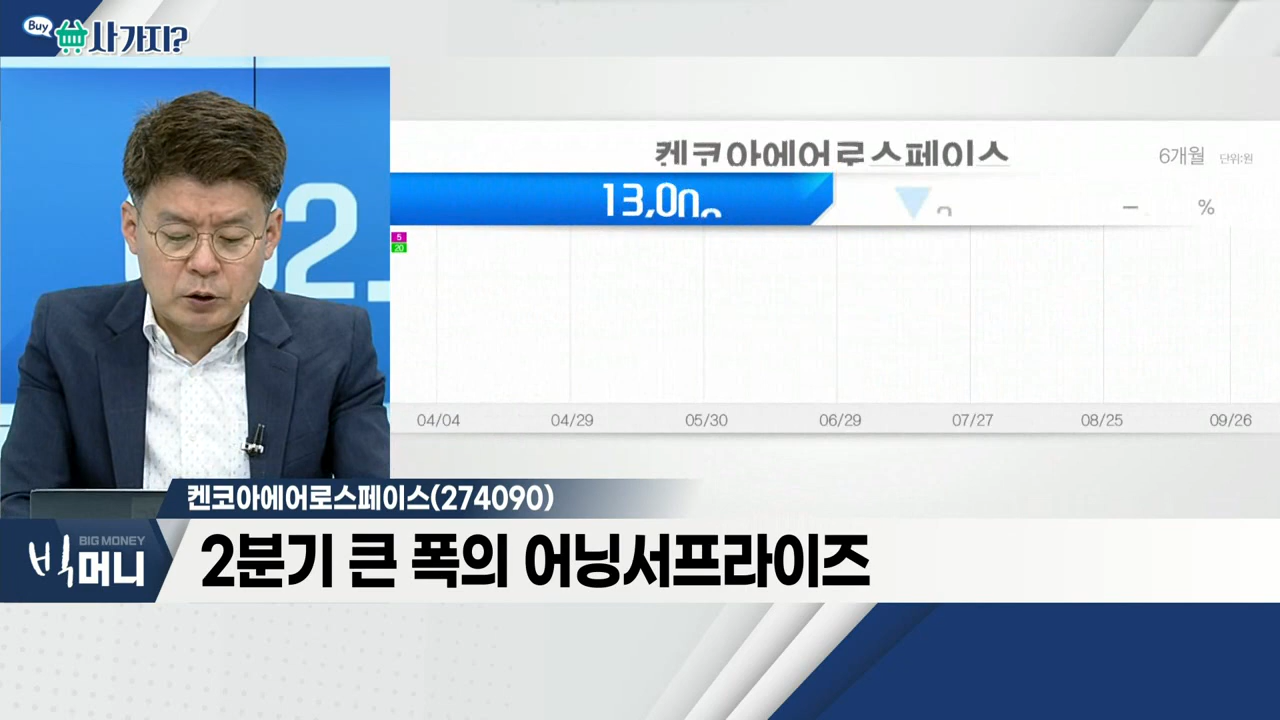 Buy
사가지?
켄코아에어로스페이스
6개월 단위:원
%
5
20
04/04 04/29 05/30 06/29 07/27 08/25 09/26
켄코아에어로스페이스(274090)
BIG MONEY
빅머니
2분기 큰 폭의 어닝서프라이즈